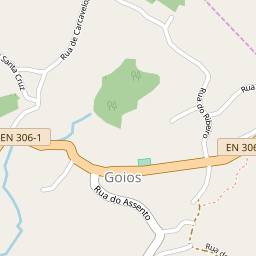 Rua de Carcavelos
Santa Cruz
Rua do Ribeiro
Rua
EN 306-1
EN 306
Goios
Rua do Assento
Rua d